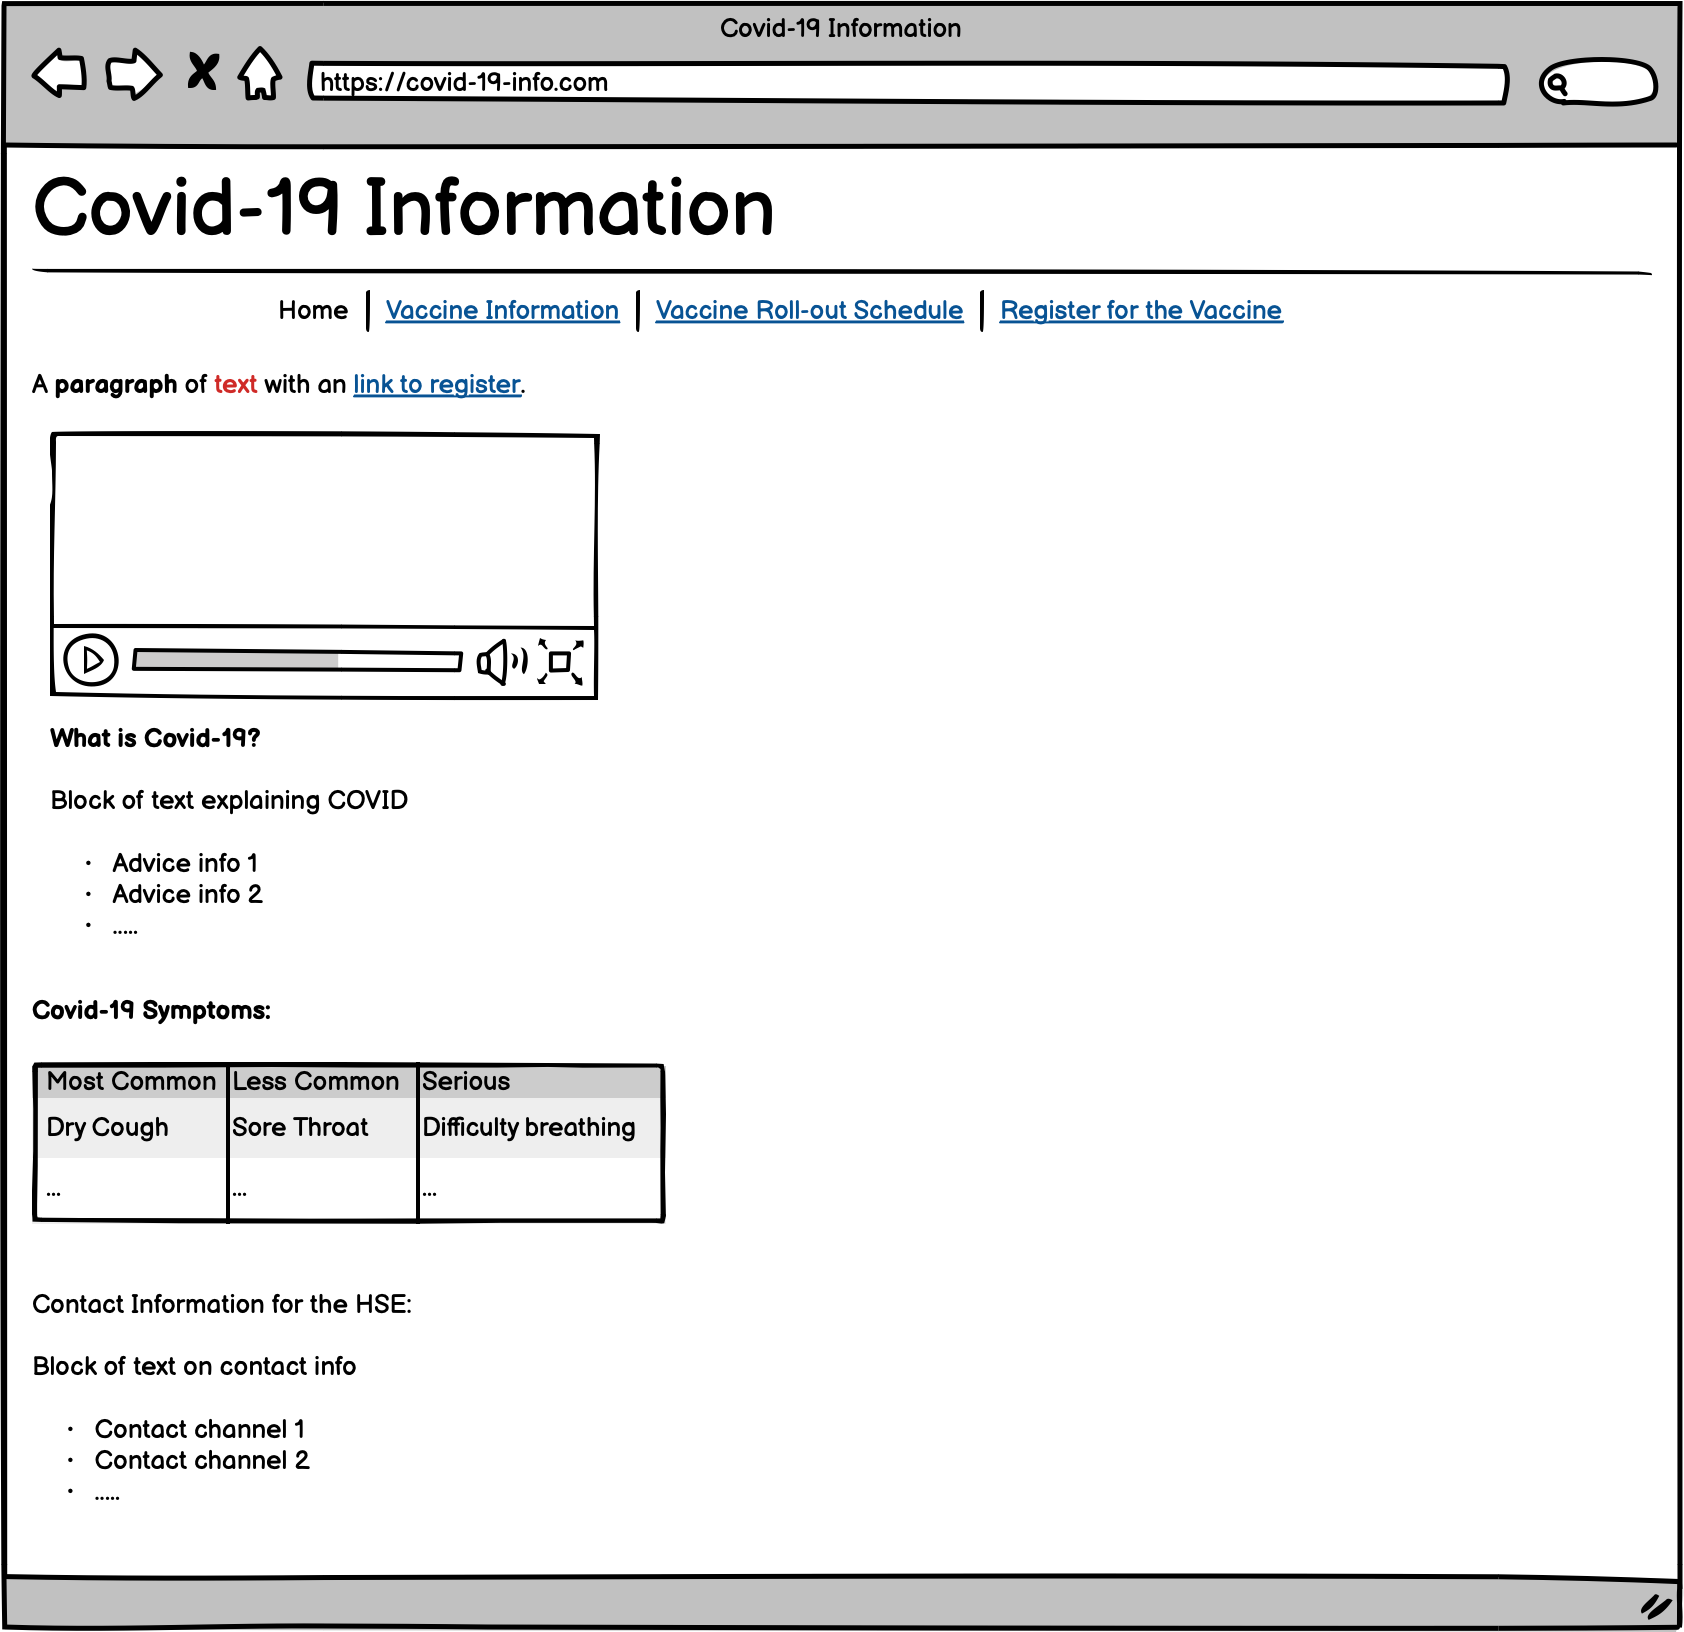 Covid-19 Information
https://covid-19-info.com
Covid-19 Information
Home Vaccine Information Vaccine Roll-out Schedule Register for the Vaccine
A paragraph of text with an link to register.
What is Covid-19?
Block of text explaining COVID
· Advice info 1
· Advice info 2
· .....
Covid-19 Symptoms:
Most Common Less Common Serious
Dry Cough Sore Throat Difficulty breathing
... ... ...
Contact Information for the HSE:
Block of text on contact info
· Contact channel 1
· Contact channel 2
· .....